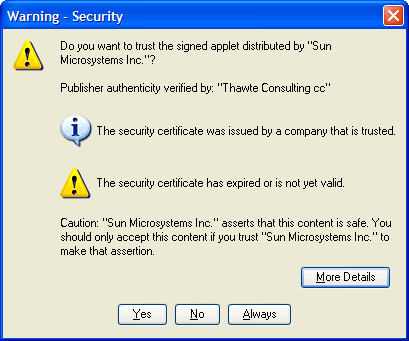 Warning - Security
Do you want to trust the signed applet distributed by "Sun
Microsystems Inc."?
Publisher authenticity verified by: "Thawte Consulting cc"
The security certificate was issued by a company that is trusted.
The security certificate has expired or is not yet valid.
Caution: "Sun Microsystems Inc." asserts that this content is safe. You
should only accept this content if you trust "Sun Microsystems Inc." to
make that assertion.
More Details
Yes No Always